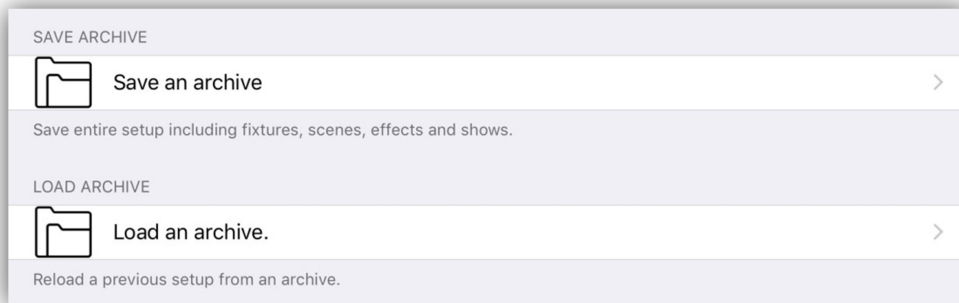 SAVE ARCHIVE
Save an archive
Save entire setup including fixtures, scenes, effects and shows.
LOAD ARCHIVE
Load an archive.
Reload a previous setup from an archive.